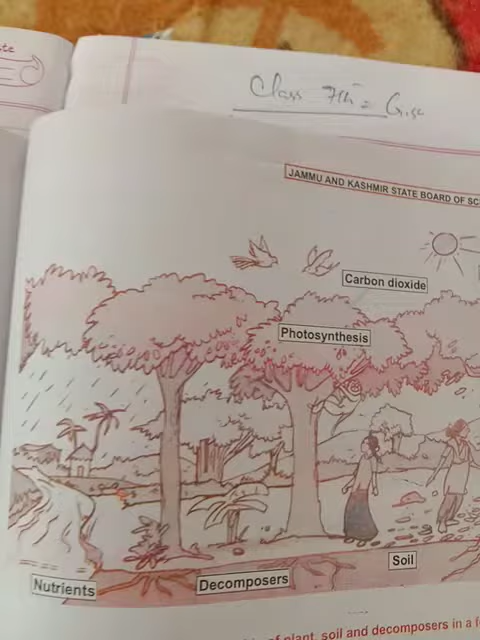 Class 7th =
JAMMU AND KASHMIR STATE BOARD OF SC
Carbon dioxide
Photosynthesis
Soil
Decomposers
Nutrients
of plant, soil and decomposers in a f